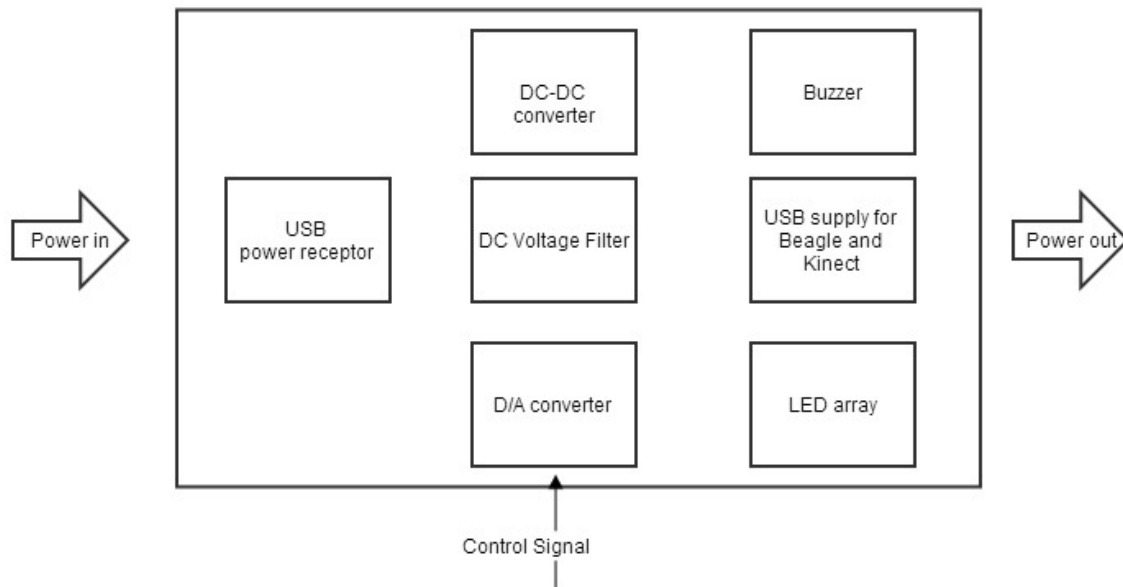 DC-DC
converter
Buzzer
Power in
USB
power receptor
DC Voltage Filter
USB supply for
Beagle and
Kinect
Power out
D/A converter
LED array
Control Signal